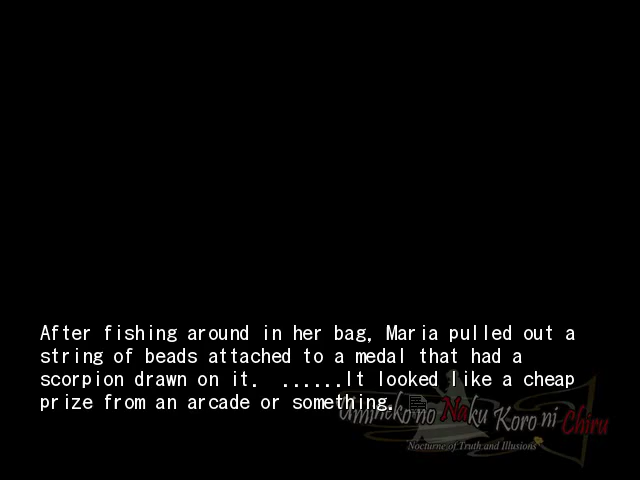 After fishing around in her bag, Maria pulled out a
string of beads attached to a medal that had a
scorpion drawn on it.  ......It looked like a cheap
prize from an arcade or something.
Umineko no Naku Koro ni Chiru
Nocturne of Truth and Illusions